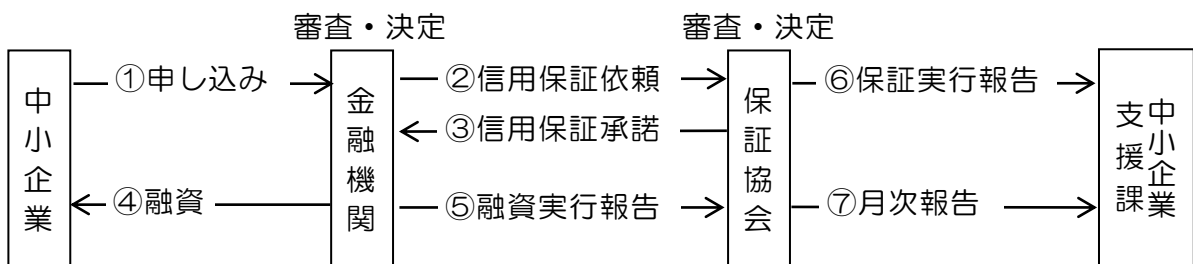 審査・決定
審査・決定
中小企業
①申し込み
④融資
金融機関
②信用保証依頼
③信用保証承諾
⑤融資実行報告
保証協会
⑥保証実行報告
⑦月次報告
中小企業
支援課